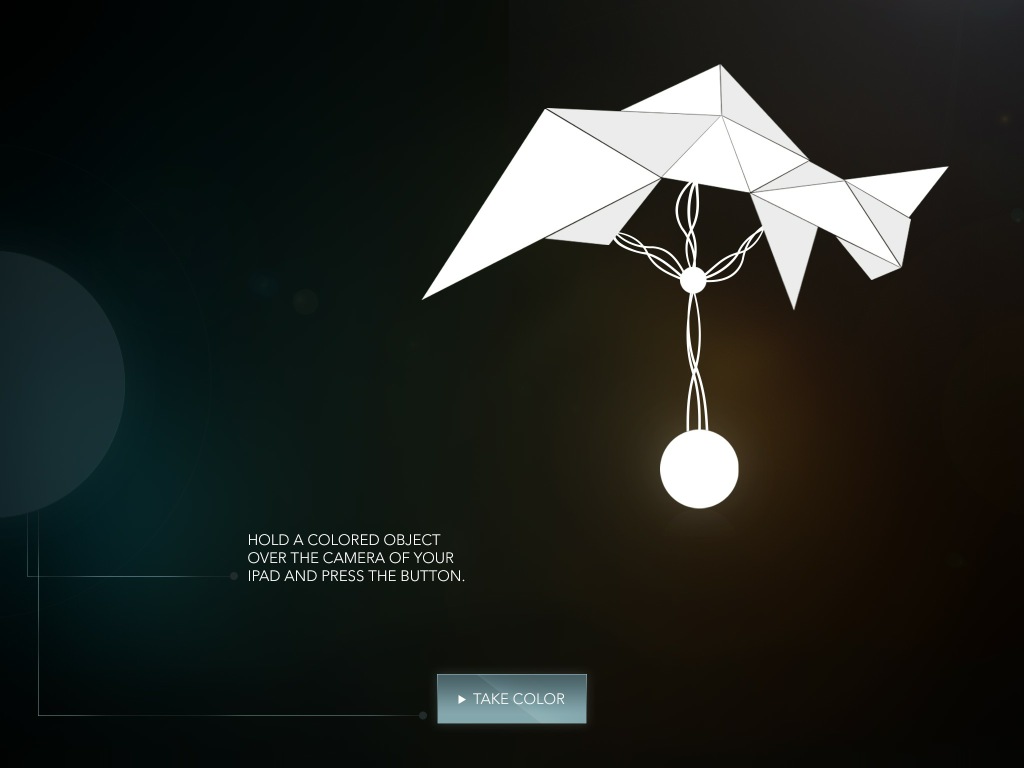 HOLD A COLORED OBJECT
OVER THE CAMERA OF YOUR
IPAD AND PRESS THE BUTTON.
TAKE COLOR